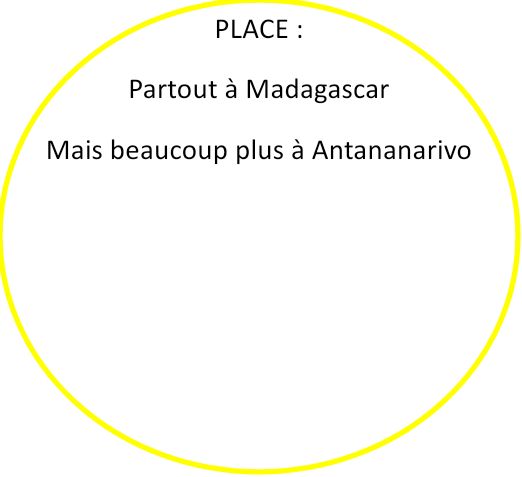 PLACE :
Partout à Madagascar
Mais beaucoup plus à Antananarivo